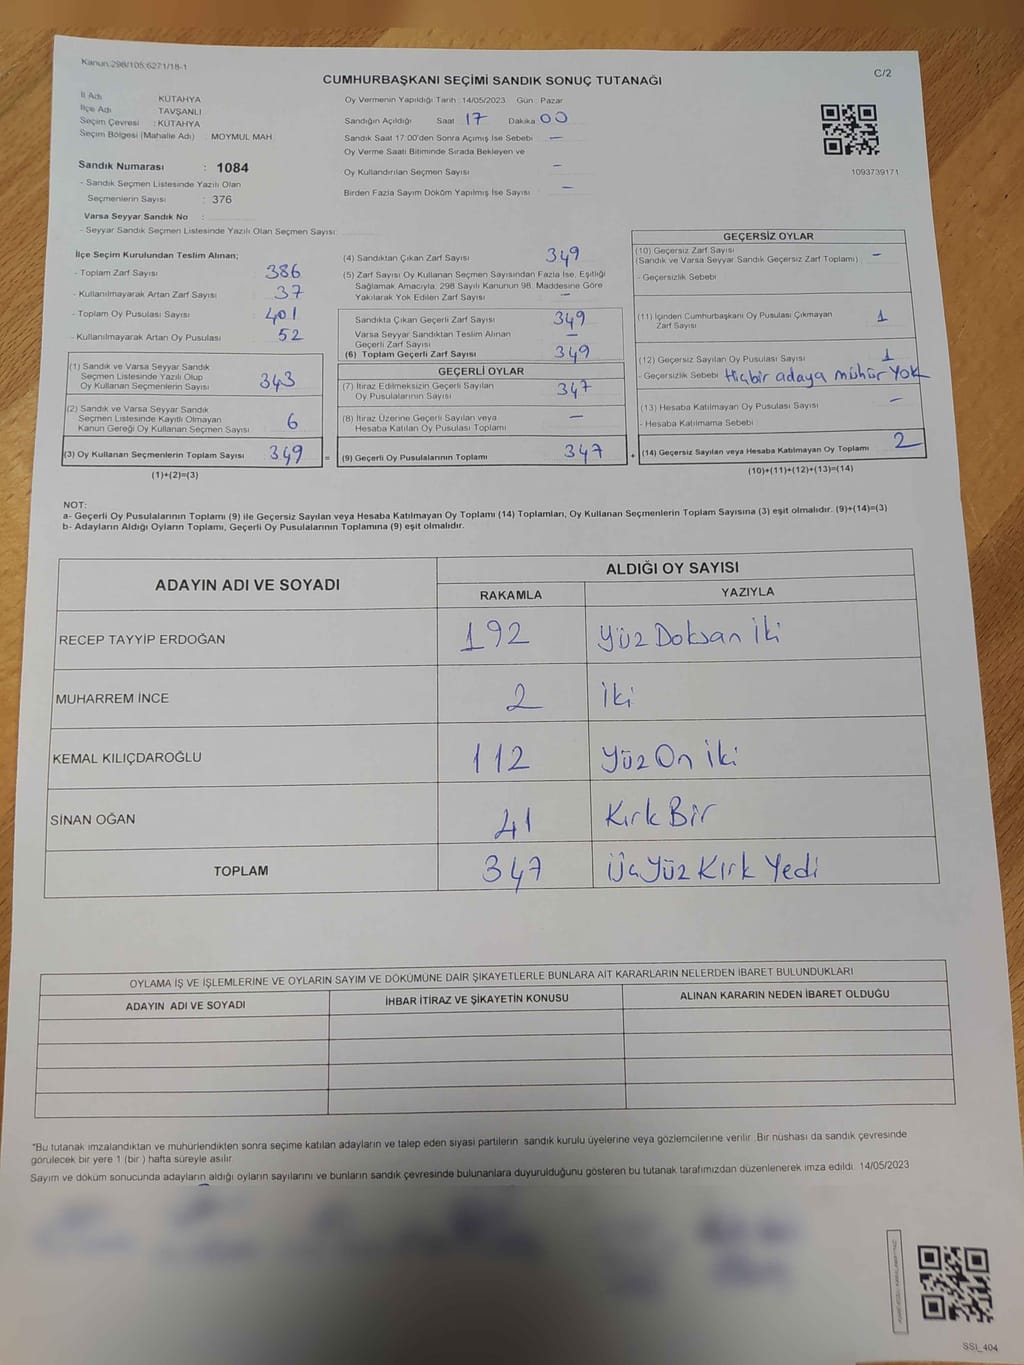 Kanun:298/105;6271/18-1
C/2
CUMHURBAŞKANI SEÇİMİ SANDIK SONUÇ TUTANAĞI
İl Adı : KÜTAHYA
İlçe Adı : TAVŞANLI
Seçim Çevresi : KÜTAHYA
Seçim Bölgesi (Mahalle Adı) : MOYMUL MAH.
Sandık Numarası : 1084
- Sandık Seçmen Listesinde Yazılı Olan
Seçmenlerin Sayısı : 376
Varsa Seyyar Sandık No :
- Seyyar Sandık Seçmen Listesinde Yazılı Olan Seçmen Sayısı:
Oy Vermenin Yapıldığı Tarih : 14/05/2023 Gün : Pazar
Sandığın Açıldığı Saat 17 Dakika 00
Sandık Saat 17:00'den Sonra Açımış İse Sebebi —
Oy Verme Saati Bitiminde Sırada Bekleyen ve
Oy Kullandırılan Seçmen Sayısı —
Birden Fazla Sayım Döküm Yapılmış İse Sayısı —
1093739171
İlçe Seçim Kurulundan Teslim Alınan;
- Toplam Zarf Sayısı 386
- Kullanılmayarak Artan Zarf Sayısı 37
- Toplam Oy Pusulası Sayısı 401
- Kullanılmayarak Artan Oy Pusulası 52
(1) Sandık ve Varsa Seyyar Sandık
Seçmen Listesinde Yazılı Olup
Oy Kullanan Seçmenlerin Sayısı 343
(2) Sandık ve Varsa Seyyar Sandık
Seçmen Listesinde Kayıtlı Olmayan
Kanun Gereği Oy Kullanan Seçmen Sayısı 6
(3) Oy Kullanan Seçmenlerin Toplam Sayısı 349
(1)+(2)=(3)
(4) Sandıktan Çıkan Zarf Sayısı 349
(5) Zarf Sayısı Oy Kullanan Seçmen Sayısından Fazla İse, Eşitliği
Sağlamak Amacıyla, 298 Sayılı Kanunun 98. Maddesine Göre
Yakılarak Yok Edilen Zarf Sayısı —
Sandıkta Çıkan Geçerli Zarf Sayısı 349
Varsa Seyyar Sandıktan Teslim Alınan
Geçerli Zarf Sayısı —
(6) Toplam Geçerli Zarf Sayısı 349
GEÇERLİ OYLAR
(7) İtiraz Edilmeksizin Geçerli Sayılan
Oy Pusulalarının Sayısı 347
(8) İtiraz Üzerine Geçerli Sayılan veya
Hesaba Katılan Oy Pusulası Toplamı —
= (9) Geçerli Oy Pusulalarının Toplamı 347
GEÇERSİZ OYLAR
(10) Geçersiz Zarf Sayısı
(Sandık ve Varsa Seyyar Sandık Geçersiz Zarf Toplamı) —
- Geçersizlik Sebebi
(11) İçinden Cumhurbaşkanı Oy Pusulası Çıkmayan
Zarf Sayısı 1
(12) Geçersiz Sayılan Oy Pusulası Sayısı 1
- Geçersizlik Sebebi Hiçbir adaya mühür Yok
(13) Hesaba Katılmayan Oy Pusulası Sayısı —
- Hesaba Katılmama Sebebi
+ (14) Geçersiz Sayılan veya Hesaba Katılmayan Oy Toplamı 2
(10)+(11)+(12)+(13)=(14)
NOT:
a- Geçerli Oy Pusulalarının Toplamı (9) ile Geçersiz Sayılan veya Hesaba Katılmayan Oy Toplamı (14) Toplamları, Oy Kullanan Seçmenlerin Toplam Sayısına (3) eşit olmalıdır. (9)+(14)=(3)
b- Adayların Aldığı Oyların Toplamı, Geçerli Oy Pusulalarının Toplamına (9) eşit olmalıdır.
ADAYIN ADI VE SOYADI
ALDIĞI OY SAYISI
RAKAMLA YAZIYLA
RECEP TAYYİP ERDOĞAN 192 Yüz Doksan İki
MUHARREM İNCE 2 İki
KEMAL KILIÇDAROĞLU 112 Yüz On İki
SİNAN OĞAN 41 Kırk Bir
TOPLAM 347 Üç Yüz Kırk Yedi
OYLAMA İŞ VE İŞLEMLERİNE VE OYLARIN SAYIM VE DÖKÜMÜNE DAİR ŞİKAYETLERLE BUNLARA AİT KARARLARIN NELERDEN İBARET BULUNDUKLARI
ADAYIN ADI VE SOYADI İHBAR İTİRAZ VE ŞİKAYETİN KONUSU ALINAN KARARIN NEDEN İBARET OLDUĞU
*Bu tutanak imzalandıktan ve mühürlendikten sonra seçime katılan adayların ve talep eden siyasi partilerin sandık kurulu üyelerine veya gözlemcilerine verilir. Bir nüshası da sandık çevresinde
görülecek bir yere 1 (bir ) hafta süreyle asılır.
Sayım ve döküm sonucunda adayların aldığı oyların sayılarını ve bunların sandık çevresinde bulunanlara duyurulduğunu gösteren bu tutanak tarafımızdan düzenlenerek imza edildi. 14/05/2023
SSI_404